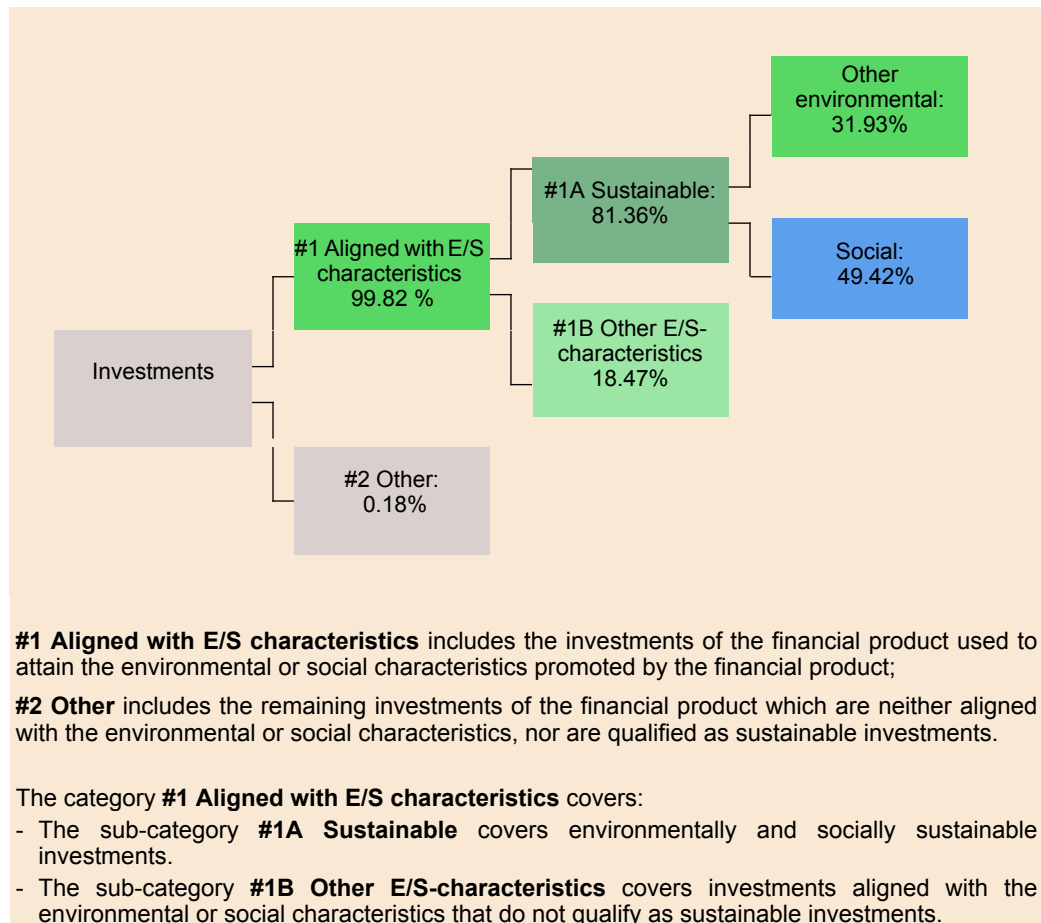 Other
environmental:
31.93%
#1A Sustainable:
81.36%
#1 Aligned with E/S
characteristics
99.82 %
Social:
49.42%
#1B Other E/S-
characteristics
18.47%
Investments
#2 Other:
0.18%
#1 Aligned with E/S characteristics includes the investments of the financial product used to
attain the environmental or social characteristics promoted by the financial product;
#2 Other includes the remaining investments of the financial product which are neither aligned
with the environmental or social characteristics, nor are qualified as sustainable investments.
The category #1 Aligned with E/S characteristics covers:
- The sub-category #1A Sustainable covers environmentally and socially sustainable
investments.
- The sub-category #1B Other E/S-characteristics covers investments aligned with the
environmental or social characteristics that do not qualify as sustainable investments.